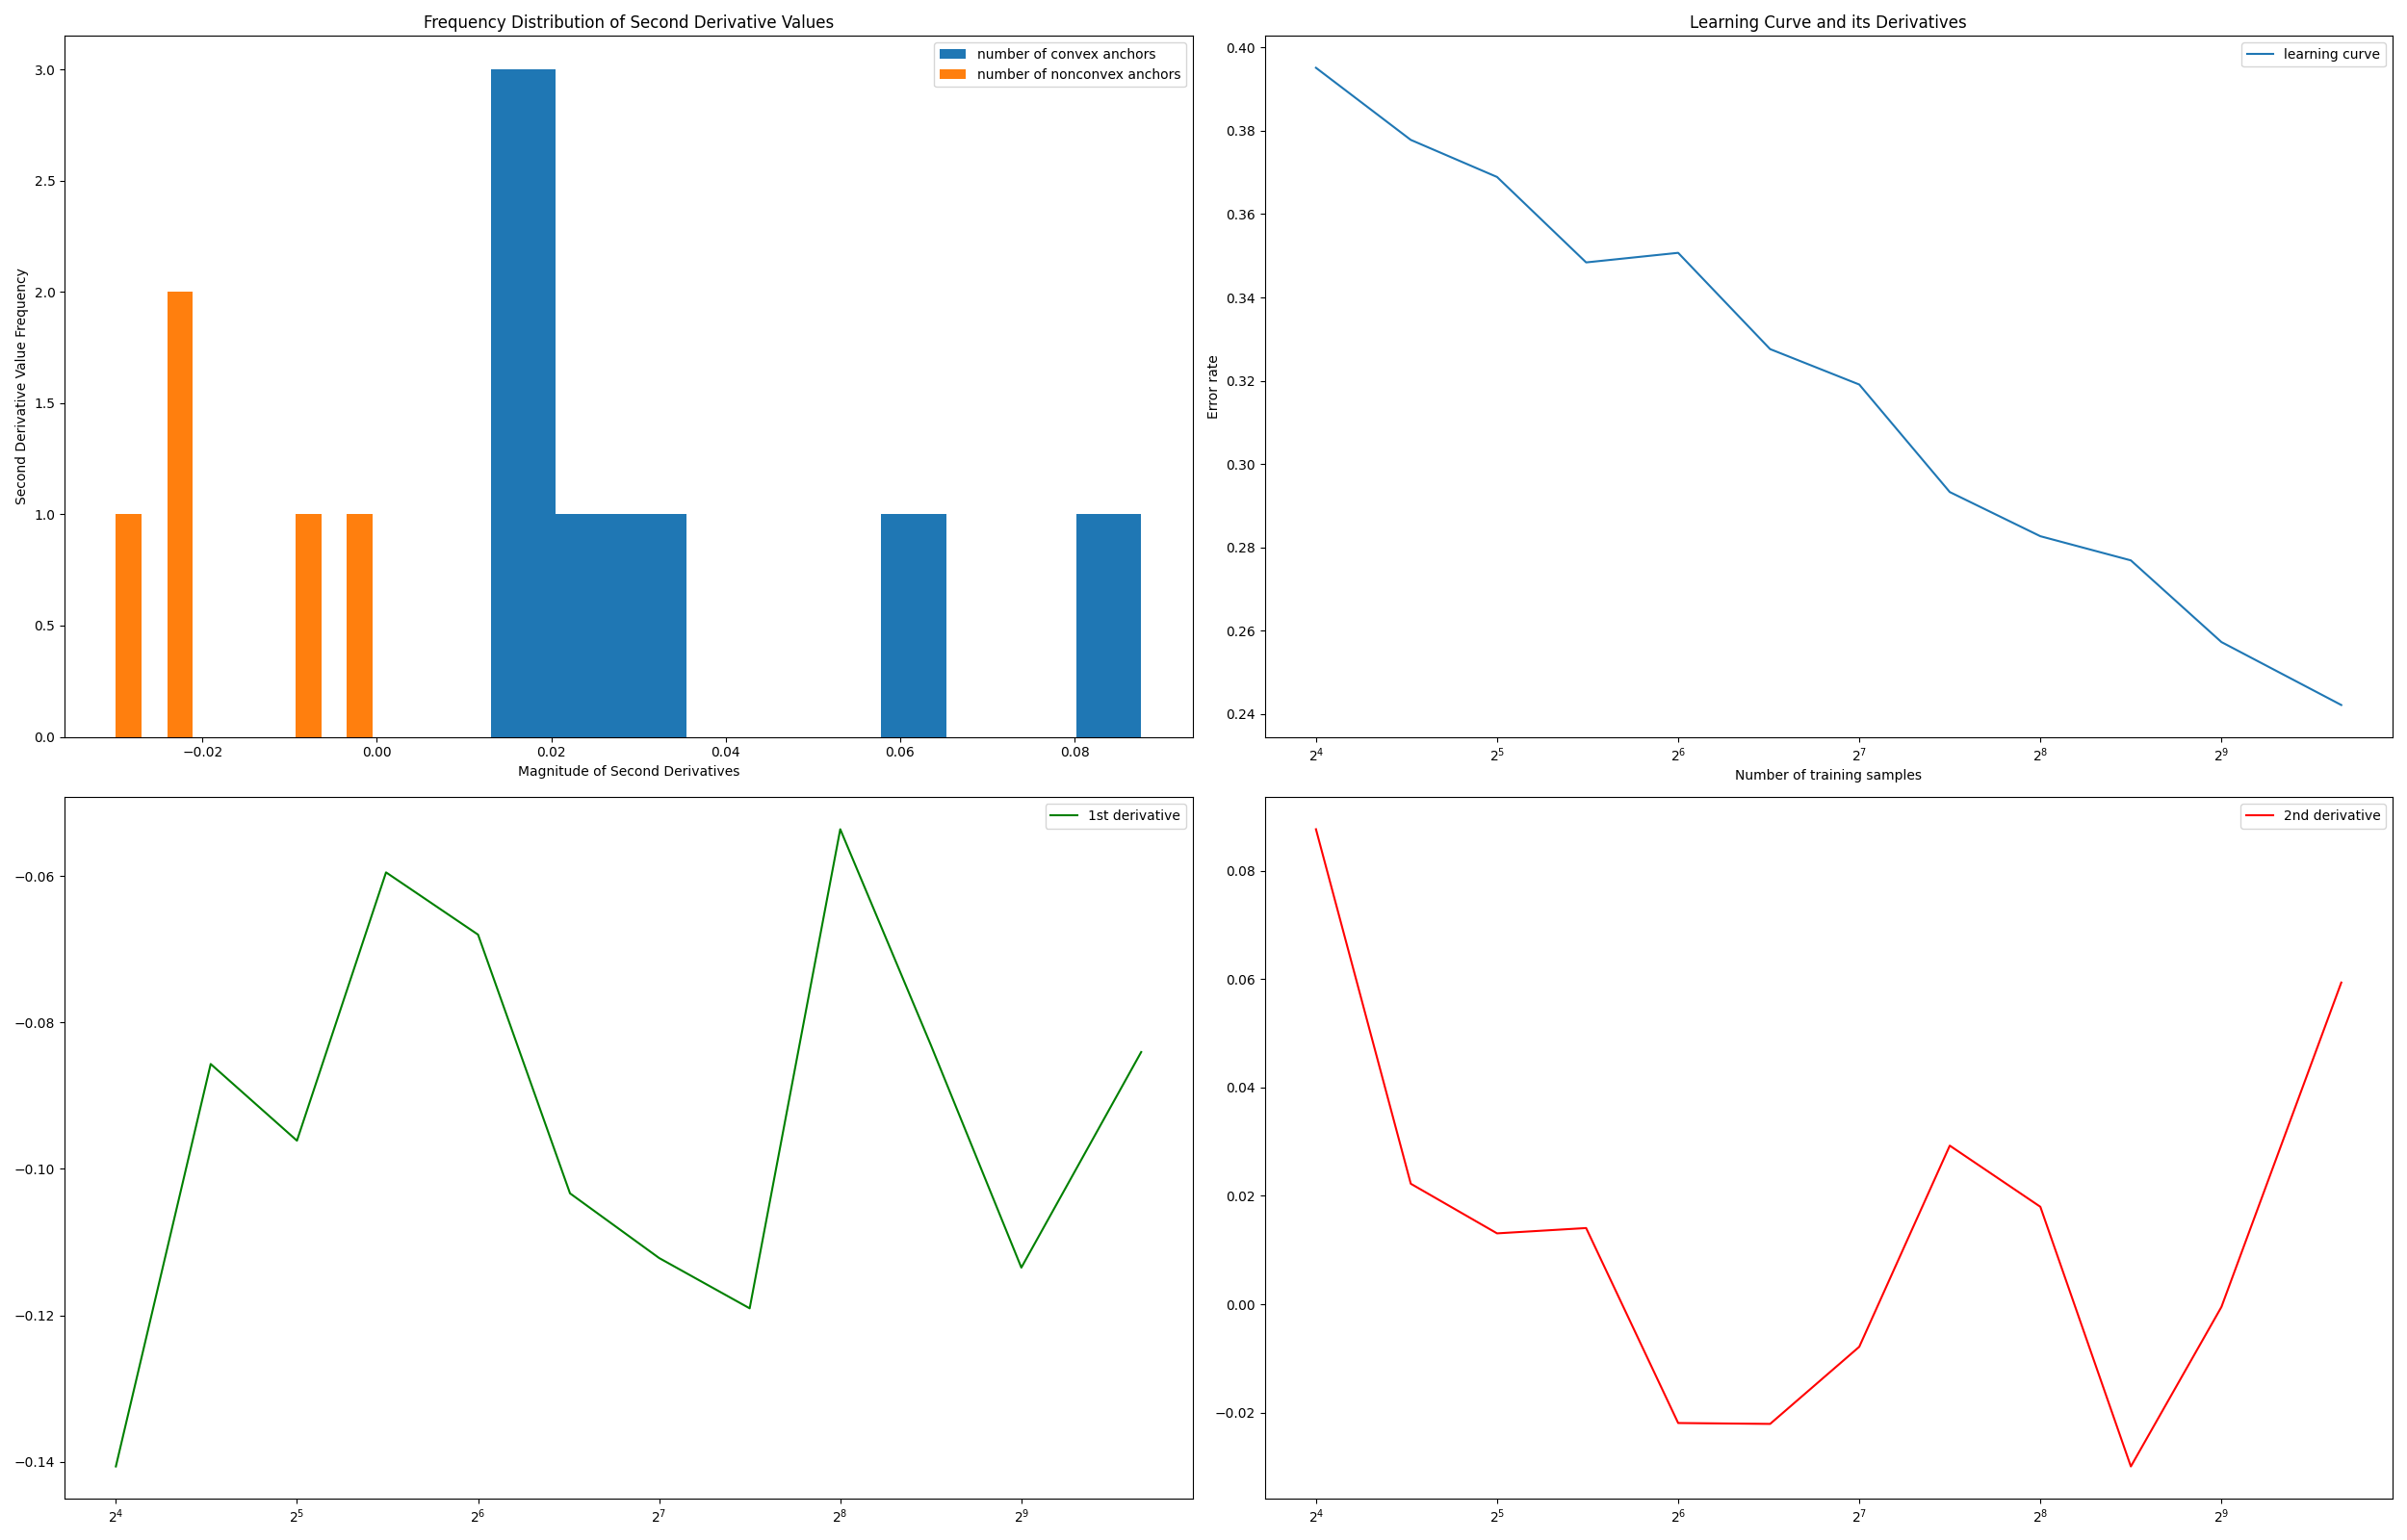 Frequency Distribution of Second Derivative Values
number of convex anchors
number of nonconvex anchors
3.0
2.5
2.0
1.5
1.0
0.5
0.0
Second Derivative Value Frequency
−0.02 0.00 0.02 0.04 0.06 0.08
Magnitude of Second Derivatives
Learning Curve and its Derivatives
learning curve
0.40
0.38
0.36
0.34
0.32
0.30
0.28
0.26
0.24
Error rate
2⁴ 2⁵ 2⁶ 2⁷ 2⁸ 2⁹
Number of training samples
1st derivative
−0.06
−0.08
−0.10
−0.12
−0.14
2⁴ 2⁵ 2⁶ 2⁷ 2⁸ 2⁹
2nd derivative
0.08
0.06
0.04
0.02
0.00
−0.02
2⁴ 2⁵ 2⁶ 2⁷ 2⁸ 2⁹